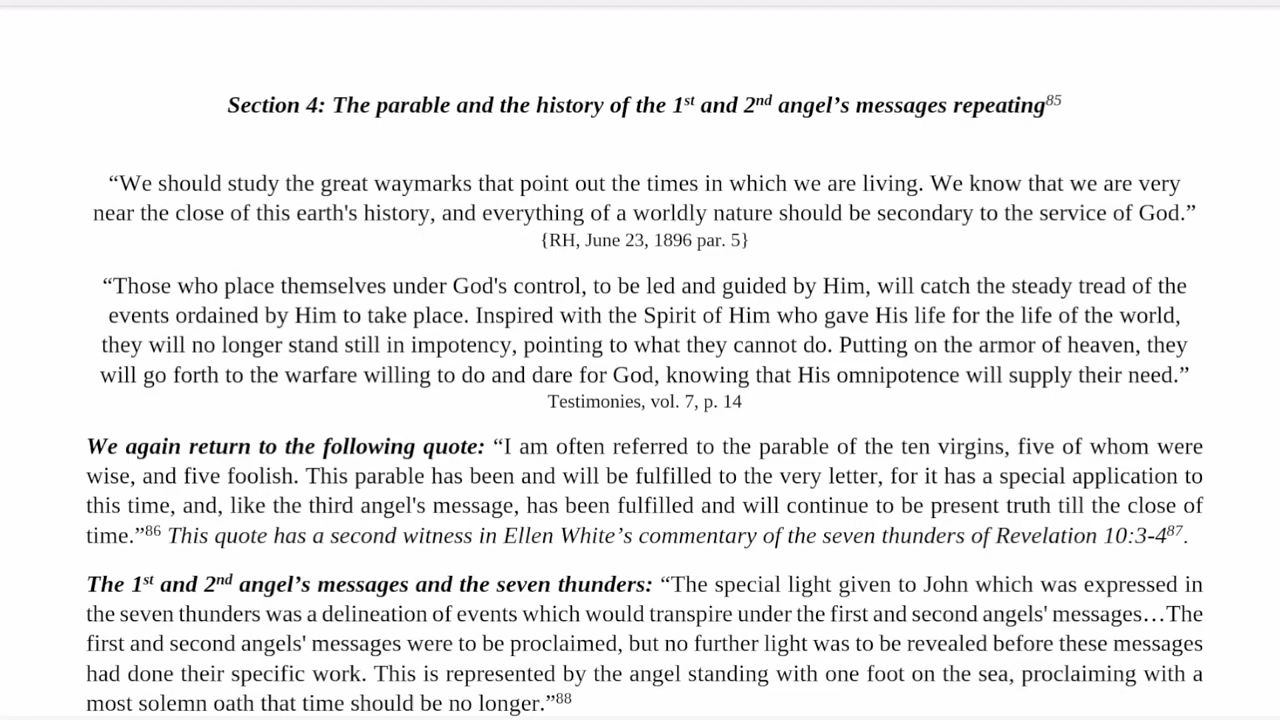 Section 4: The parable and the history of the 1st and 2nd angel’s messages repeating85
“We should study the great waymarks that point out the times in which we are living. We know that we are very
near the close of this earth's history, and everything of a worldly nature should be secondary to the service of God.”
{RH, June 23, 1896 par. 5}
“Those who place themselves under God's control, to be led and guided by Him, will catch the steady tread of the
events ordained by Him to take place. Inspired with the Spirit of Him who gave His life for the life of the world,
they will no longer stand still in impotency, pointing to what they cannot do. Putting on the armor of heaven, they
will go forth to the warfare willing to do and dare for God, knowing that His omnipotence will supply their need.”
Testimonies, vol. 7, p. 14
We again return to the following quote: “I am often referred to the parable of the ten virgins, five of whom were
wise, and five foolish. This parable has been and will be fulfilled to the very letter, for it has a special application to
this time, and, like the third angel's message, has been fulfilled and will continue to be present truth till the close of
time.”86 This quote has a second witness in Ellen White’s commentary of the seven thunders of Revelation 10:3-487.
The 1st and 2nd angel’s messages and the seven thunders: “The special light given to John which was expressed in
the seven thunders was a delineation of events which would transpire under the first and second angels' messages…The
first and second angels' messages were to be proclaimed, but no further light was to be revealed before these messages
had done their specific work. This is represented by the angel standing with one foot on the sea, proclaiming with a
most solemn oath that time should be no longer.”88